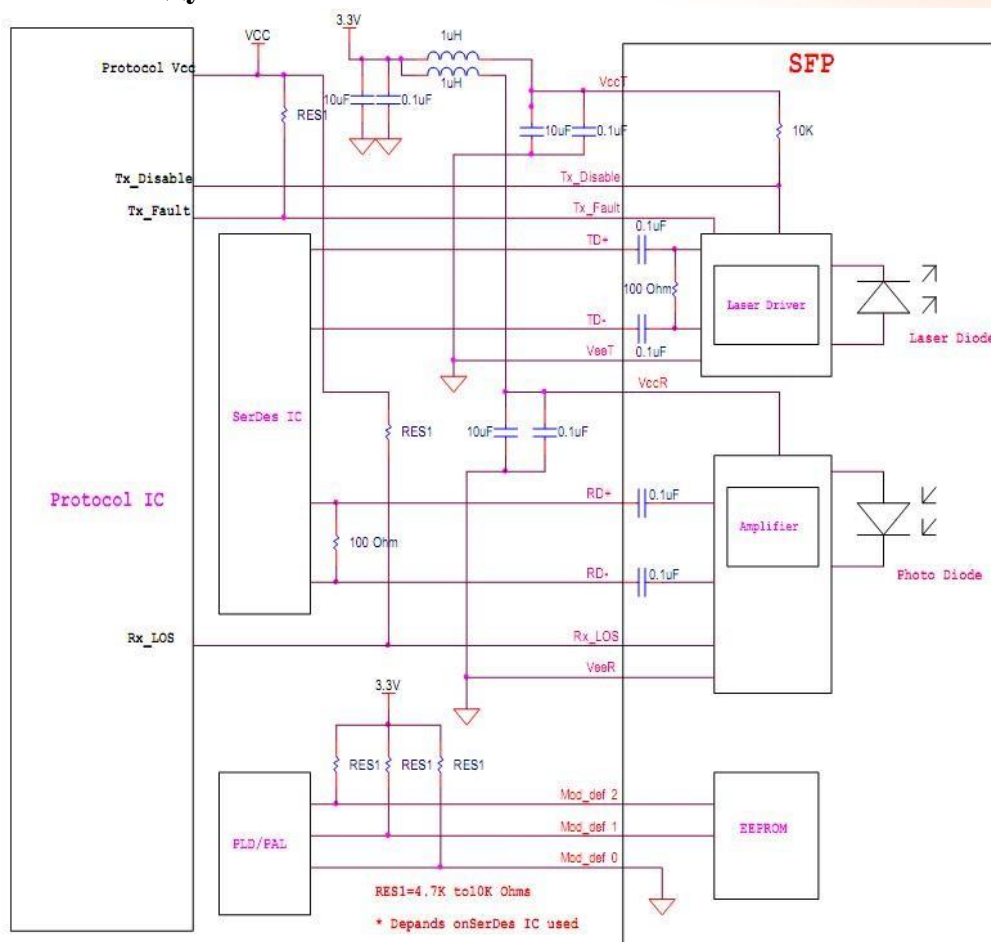 3.3V
VCC
1uH
SFP
Protocol Vcc
1uH
VccT
10uF
0.1uF
RES1
10uF
0.1uF
10K
Tx_Disable
Tx_Disable
Tx_Fault
Tx_Fault
0.1uF
TD+
100 Ohm
Laser Driver
TD-
Laser Diode
VeeT
0.1uF
VccR
SerDes IC
RES1
10uF
0.1uF
Protocol IC
RD+
0.1uF
Amplifier
100 Ohm
RD-
0.1uF
Photo Diode
Rx_LOS
Rx_LOS
VeeR
3.3V
RES1
RES1
RES1
Mod_def 2
Mod_def 1
EEPROM
PLD/PAL
Mod_def 0
RES1=4.7K to10K Ohms
* Depands onSerDes IC used